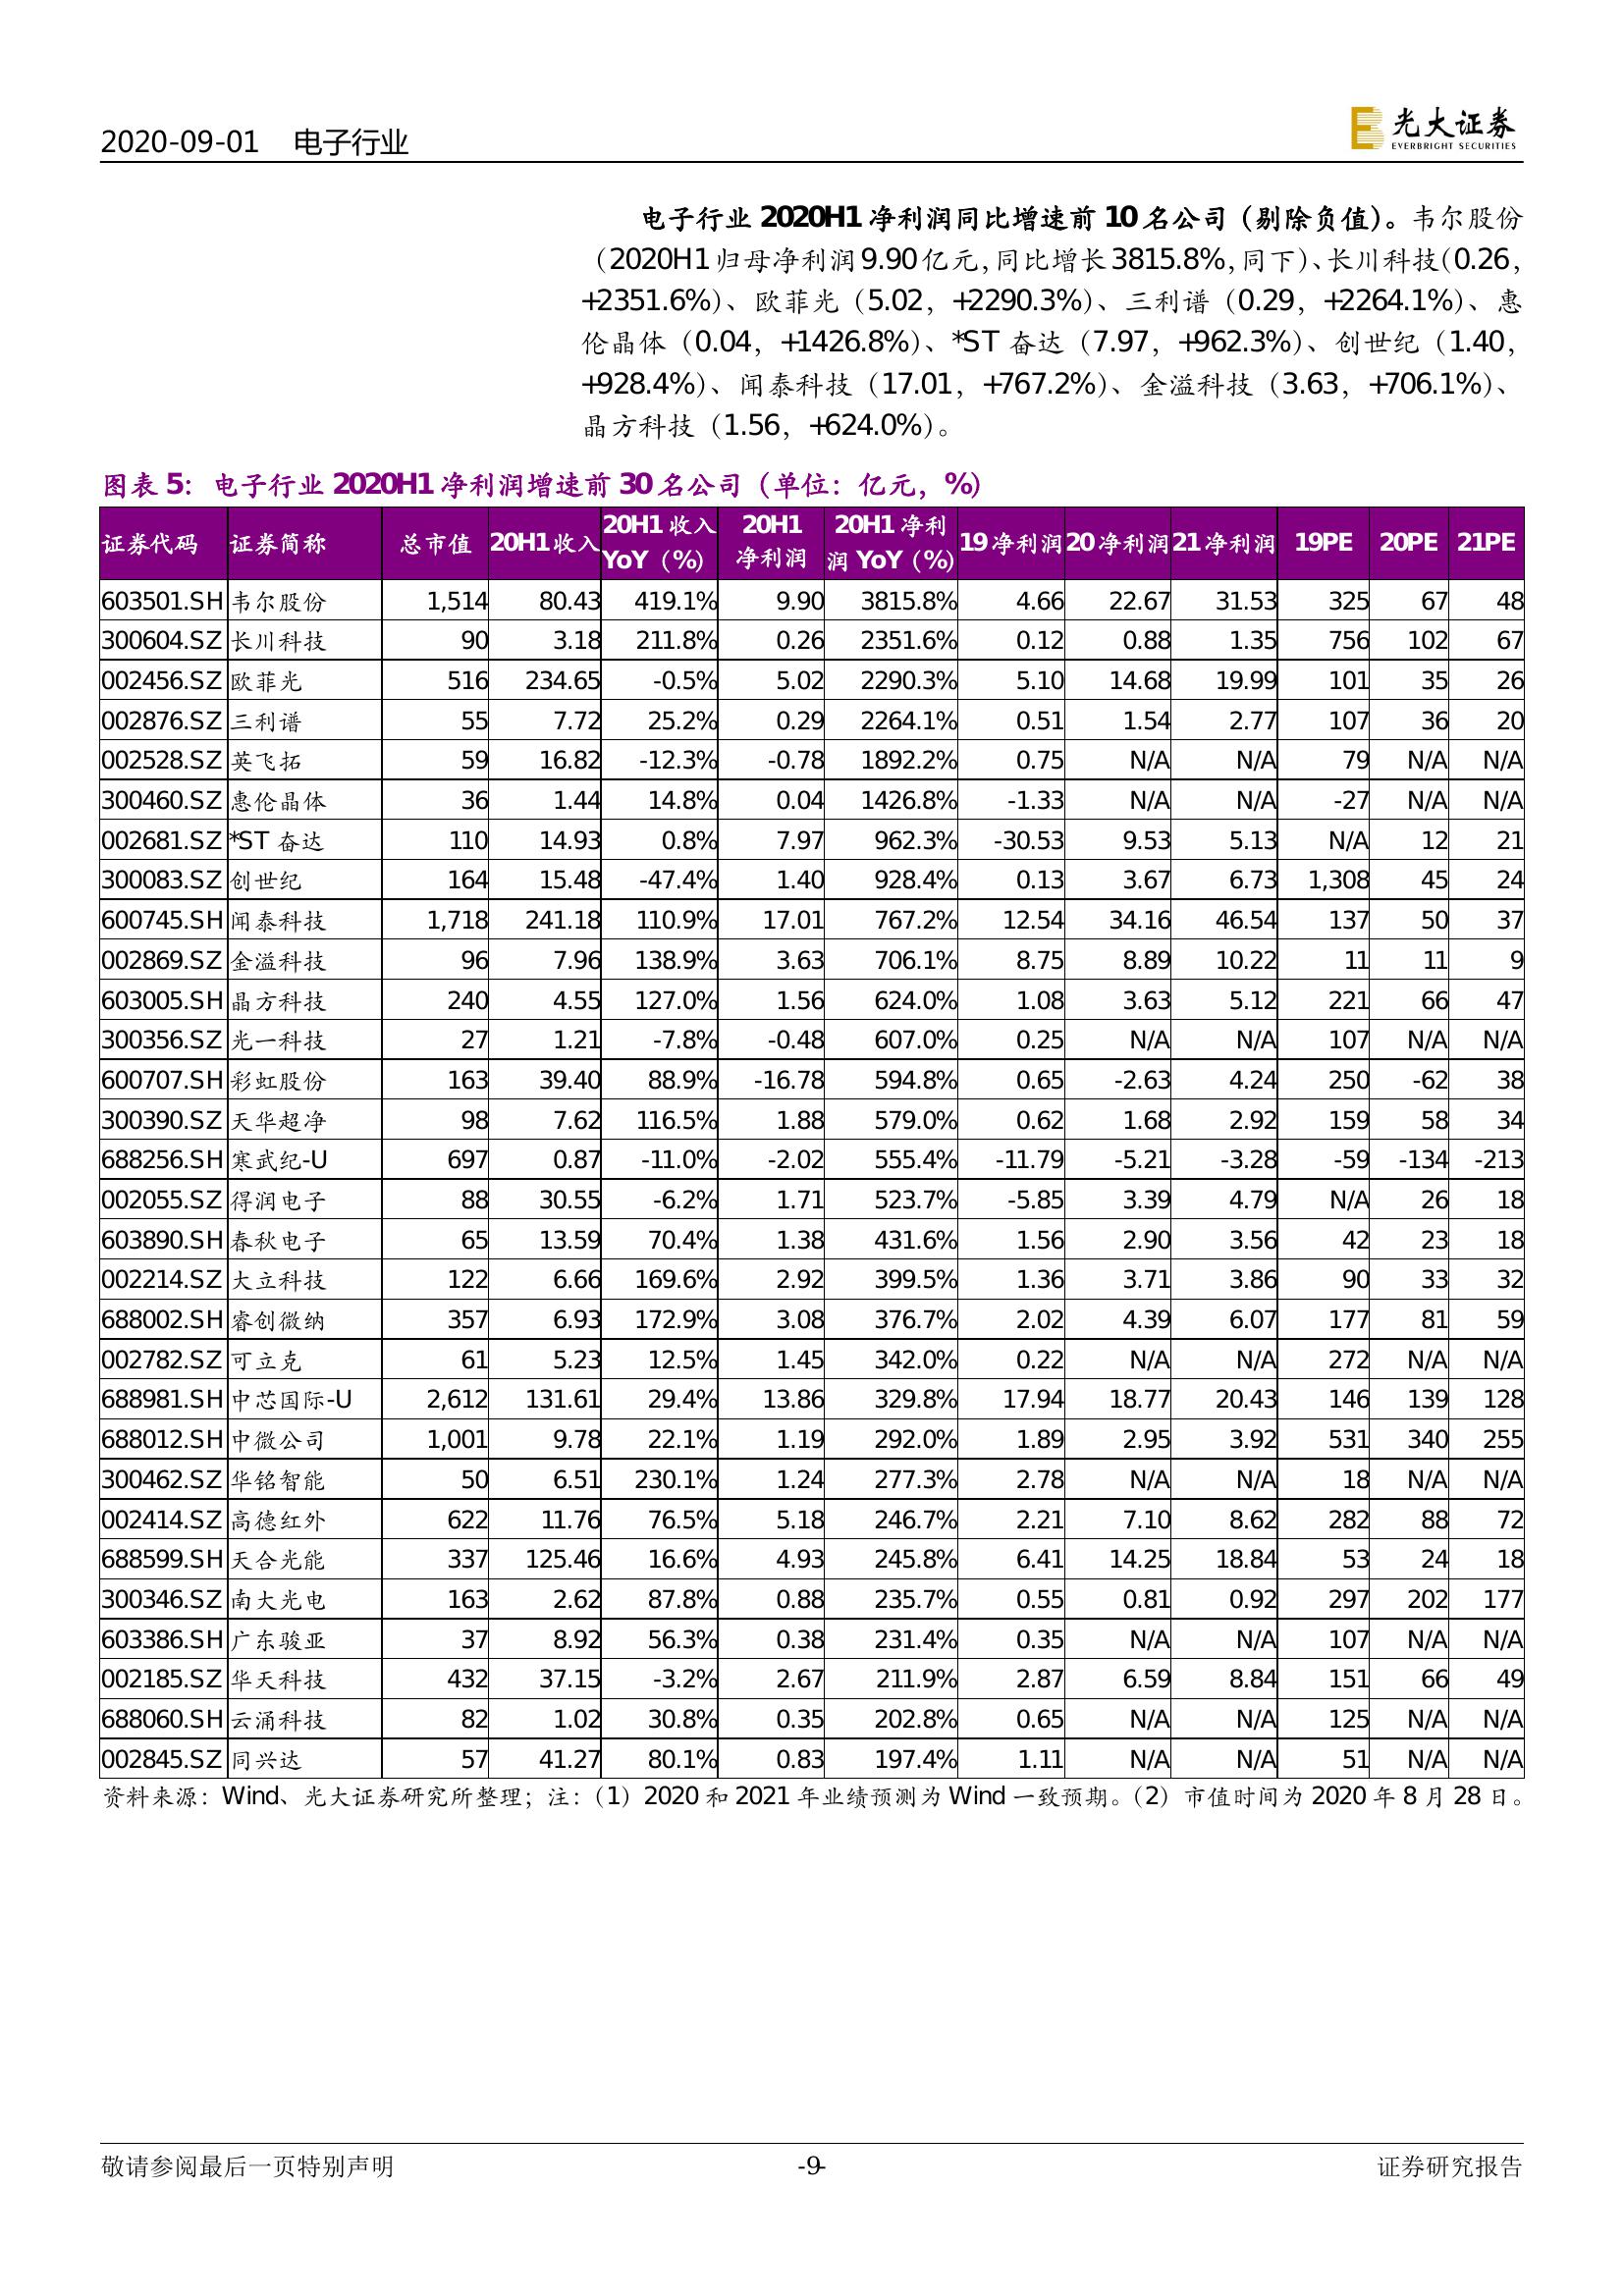 2020-09-01 电子行业
光大证券
EVERBRIGHT SECURITIES
电子行业 2020H1 净利润同比增速前 10 名公司（剔除负值）。韦尔股份
（2020H1归母净利润9.90亿元，同比增长3815.8%，同下）、长川科技（0.26，
+2351.6%）、欧菲光（5.02，+2290.3%）、三利谱（0.29，+2264.1%）、惠
伦晶体（0.04，+1426.8%）、*ST 奋达（7.97，+962.3%）、创世纪（1.40，
+928.4%）、闻泰科技（17.01，+767.2%）、金溢科技（3.63，+706.1%）、
晶方科技（1.56，+624.0%）。
图表 5：电子行业 2020H1 净利润增速前 30 名公司（单位：亿元，%）
证券代码 证券简称 总市值 20H1收入 20H1 收入 YoY（%） 20H1 净利润 20H1 净利润 YoY（%） 19净利润 20净利润 21净利润 19PE 20PE 21PE
603501.SH 韦尔股份 1,514 80.43 419.1% 9.90 3815.8% 4.66 22.67 31.53 325 67 48
300604.SZ 长川科技 90 3.18 211.8% 0.26 2351.6% 0.12 0.88 1.35 756 102 67
002456.SZ 欧菲光 516 234.65 -0.5% 5.02 2290.3% 5.10 14.68 19.99 101 35 26
002876.SZ 三利谱 55 7.72 25.2% 0.29 2264.1% 0.51 1.54 2.77 107 36 20
002528.SZ 英飞拓 59 16.82 -12.3% -0.78 1892.2% 0.75 N/A N/A 79 N/A N/A
300460.SZ 惠伦晶体 36 1.44 14.8% 0.04 1426.8% -1.33 N/A N/A -27 N/A N/A
002681.SZ *ST 奋达 110 14.93 0.8% 7.97 962.3% -30.53 9.53 5.13 N/A 12 21
300083.SZ 创世纪 164 15.48 -47.4% 1.40 928.4% 0.13 3.67 6.73 1,308 45 24
600745.SH 闻泰科技 1,718 241.18 110.9% 17.01 767.2% 12.54 34.16 46.54 137 50 37
002869.SZ 金溢科技 96 7.96 138.9% 3.63 706.1% 8.75 8.89 10.22 11 11 9
603005.SH 晶方科技 240 4.55 127.0% 1.56 624.0% 1.08 3.63 5.12 221 66 47
300356.SZ 光一科技 27 1.21 -7.8% -0.48 607.0% 0.25 N/A N/A 107 N/A N/A
600707.SH 彩虹股份 163 39.40 88.9% -16.78 594.8% 0.65 -2.63 4.24 250 -62 38
300390.SZ 天华超净 98 7.62 116.5% 1.88 579.0% 0.62 1.68 2.92 159 58 34
688256.SH 寒武纪-U 697 0.87 -11.0% -2.02 555.4% -11.79 -5.21 -3.28 -59 -134 -213
002055.SZ 得润电子 88 30.55 -6.2% 1.71 523.7% -5.85 3.39 4.79 N/A 26 18
603890.SH 春秋电子 65 13.59 70.4% 1.38 431.6% 1.56 2.90 3.56 42 23 18
002214.SZ 大立科技 122 6.66 169.6% 2.92 399.5% 1.36 3.71 3.86 90 33 32
688002.SH 睿创微纳 357 6.93 172.9% 3.08 376.7% 2.02 4.39 6.07 177 81 59
002782.SZ 可立克 61 5.23 12.5% 1.45 342.0% 0.22 N/A N/A 272 N/A N/A
688981.SH 中芯国际-U 2,612 131.61 29.4% 13.86 329.8% 17.94 18.77 20.43 146 139 128
688012.SH 中微公司 1,001 9.78 22.1% 1.19 292.0% 1.89 2.95 3.92 531 340 255
300462.SZ 华铭智能 50 6.51 230.1% 1.24 277.3% 2.78 N/A N/A 18 N/A N/A
002414.SZ 高德红外 622 11.76 76.5% 5.18 246.7% 2.21 7.10 8.62 282 88 72
688599.SH 天合光能 337 125.46 16.6% 4.93 245.8% 6.41 14.25 18.84 53 24 18
300346.SZ 南大光电 163 2.62 87.8% 0.88 235.7% 0.55 0.81 0.92 297 202 177
603386.SH 广东骏亚 37 8.92 56.3% 0.38 231.4% 0.35 N/A N/A 107 N/A N/A
002185.SZ 华天科技 432 37.15 -3.2% 2.67 211.9% 2.87 6.59 8.84 151 66 49
688060.SH 云涌科技 82 1.02 30.8% 0.35 202.8% 0.65 N/A N/A 125 N/A N/A
002845.SZ 同兴达 57 41.27 80.1% 0.83 197.4% 1.11 N/A N/A 51 N/A N/A
资料来源：Wind、光大证券研究所整理；注：（1）2020 和 2021 年业绩预测为 Wind 一致预期。（2）市值时间为 2020 年 8 月 28 日。
敬请参阅最后一页特别声明 -9- 证券研究报告